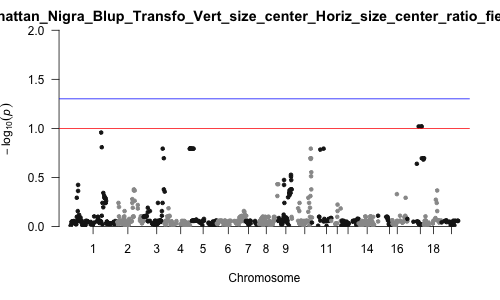 nhattan_Nigra_Blup_Transfo_Vert_size_center_Horiz_size_center_ratio_fie
2.0
1.5
1.0
0.5
0.0
− log10(p)
1 2 3 4 5 6 7 8 9 11 14 16 18
Chromosome